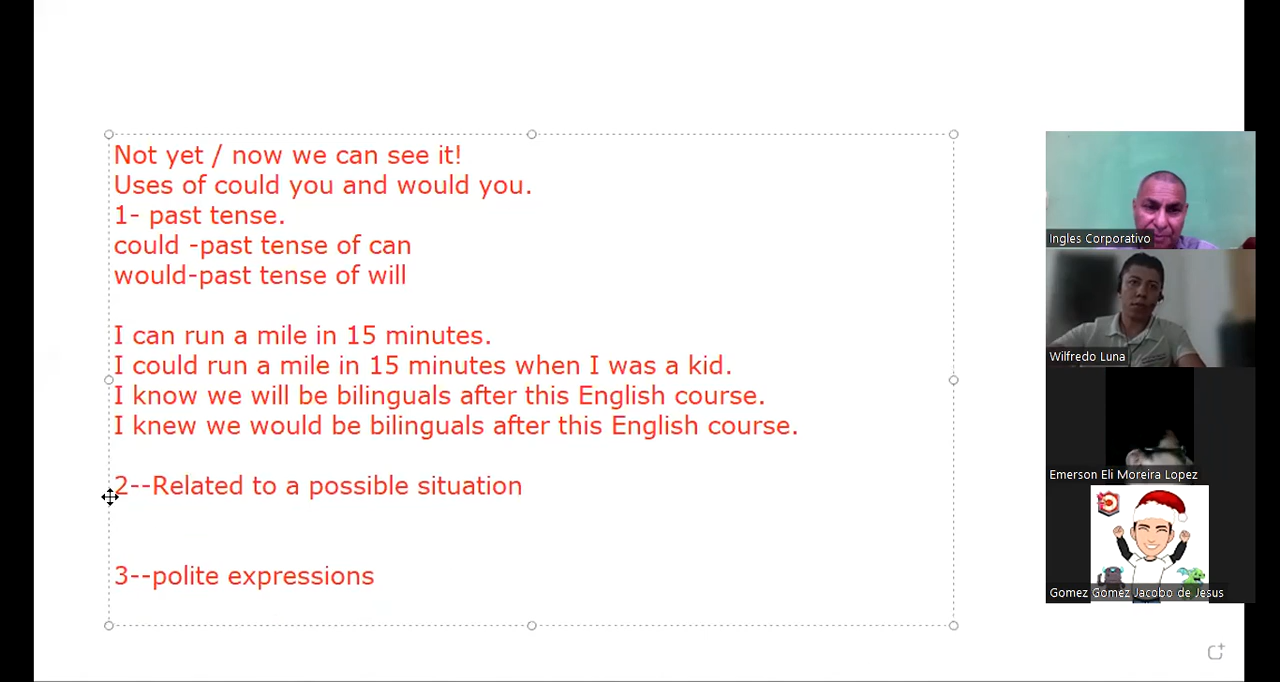 Not yet / now we can see it!
Uses of could you and would you.
1- past tense.
could -past tense of can
would-past tense of will
I can run a mile in 15 minutes.
I could run a mile in 15 minutes when I was a kid.
I know we will be bilinguals after this English course.
I knew we would be bilinguals after this English course.
2--Related to a possible situation
3--polite expressions
Ingles Corporativo
Wilfredo Luna
Emerson Eli Moreira Lopez
Gomez Gomez Jacobo de Jesus